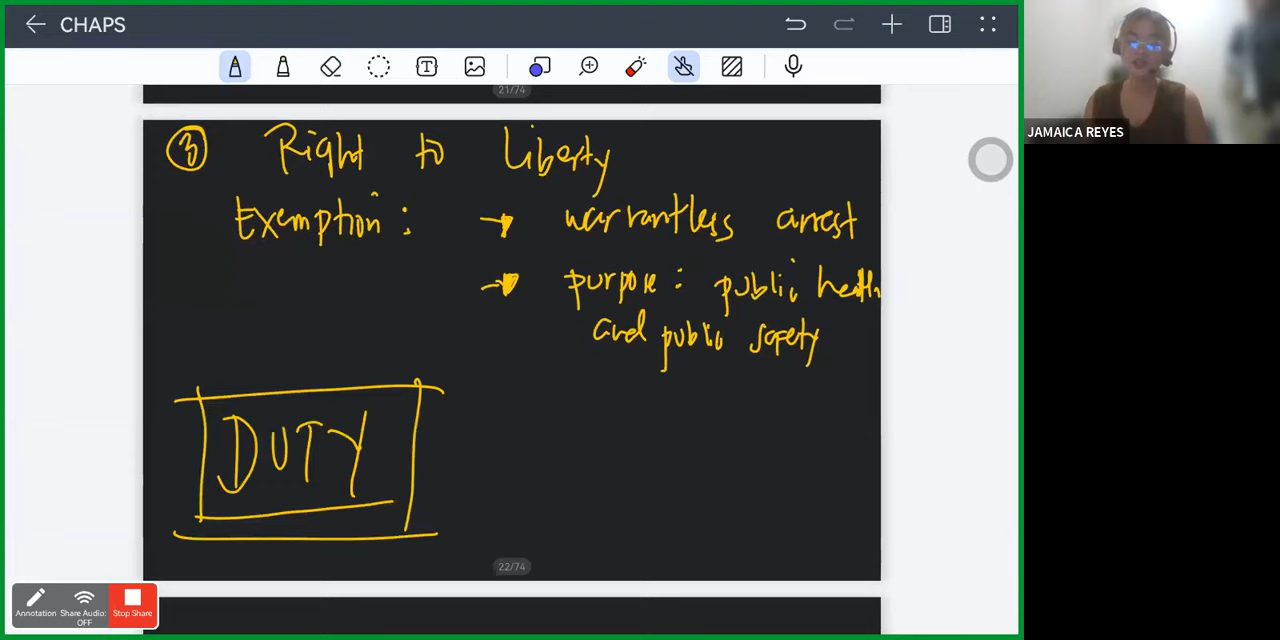 CHAPS
JAMAICA REYES
21/74
3 Right to Liberty
Exemption: → warrantless arrest
→ purpose: public health
and public safety
DUTY
22/74
Annotation Share Audio: OFF Stop Share